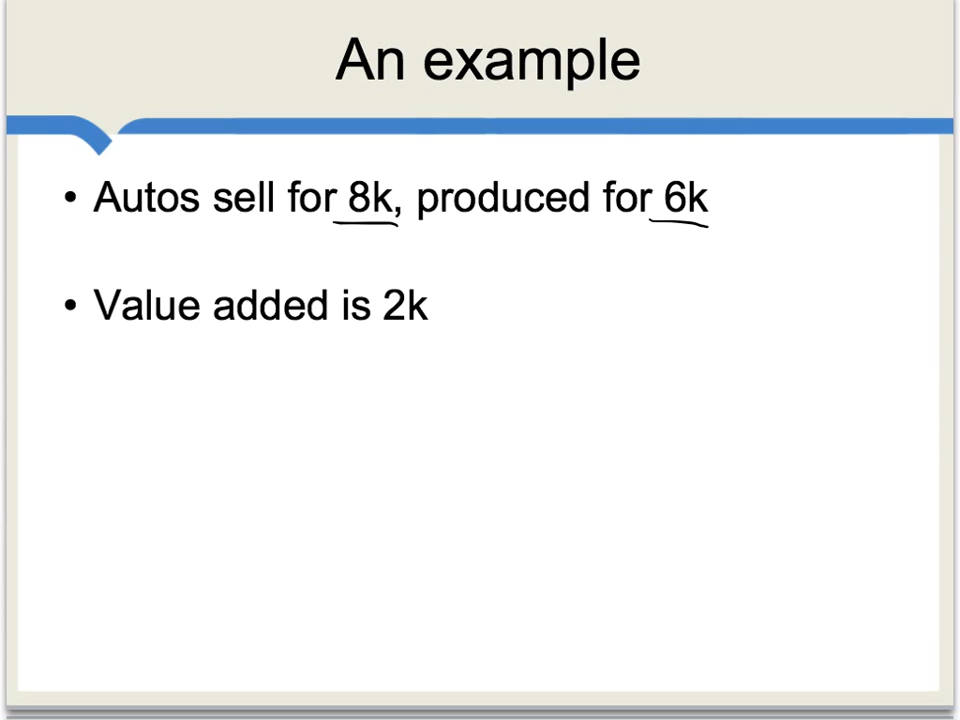 An example
• Autos sell for 8k, produced for 6k
• Value added is 2k